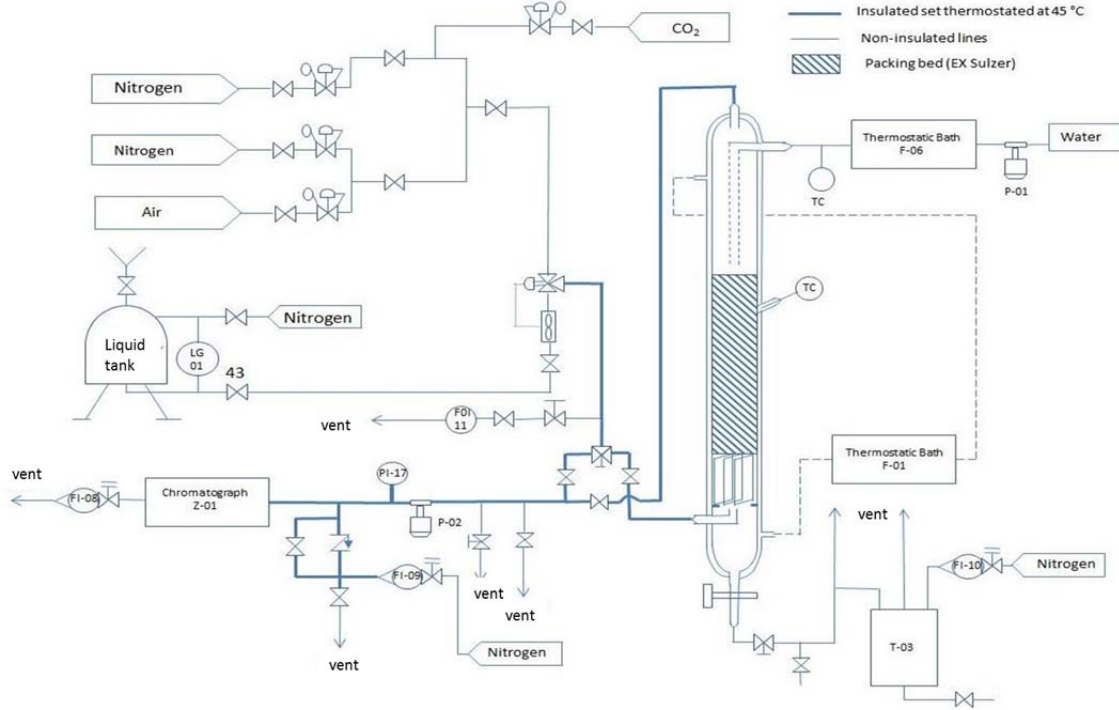 Insulated set thermostated at 45 °C
CO2
Non-insulated lines
Packing bed (EX Sulzer)
Nitrogen
Nitrogen
Thermostatic Bath
F-06
Water
P-01
TC
Air
TC
Nitrogen
Liquid
tank
LG
01
43
vent
FOI
11
Thermostatic Bath
F-01
PI-17
vent
FI-08
Chromatograph
Z-01
P-02
vent
FI-10
Nitrogen
FI-09
vent
vent
Nitrogen
T-03
vent